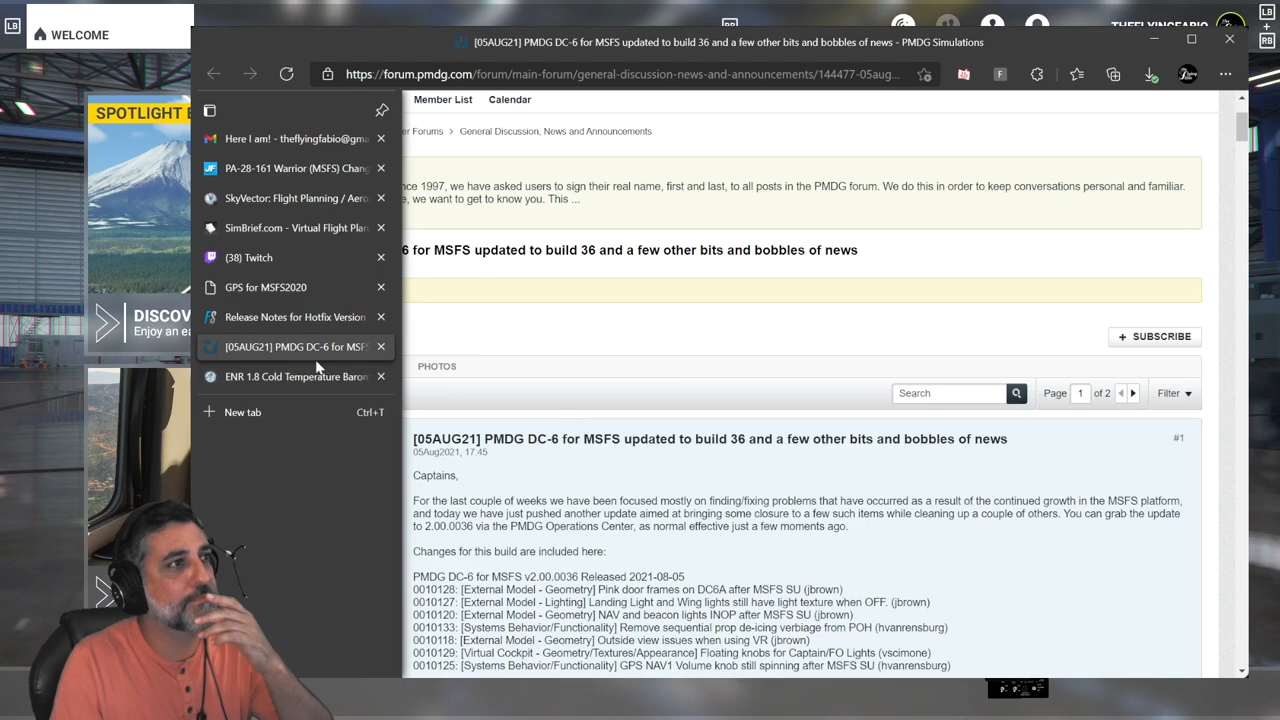 LB
WELCOME
THEFLYINGFABIO
LB
+
RB
[05AUG21] PMDG DC-6 for MSFS updated to build 36 and a few other bits and bobbles of news - PMDG Simulations
https://forum.pmdg.com/forum/main-forum/general-discussion-news-and-announcements/144477-05aug...
F
SPOTLIGHT E
DISCOV
Enjoy an ea
Here I am! - theflyingfabio@gma
PA-28-161 Warrior (MSFS) Chang
SkyVector: Flight Planning / Aero
SimBrief.com - Virtual Flight Plan
(38) Twitch
GPS for MSFS2020
Release Notes for Hotfix Version
[05AUG21] PMDG DC-6 for MSFS
ENR 1.8 Cold Temperature Barom
New tab
Ctrl+T
Member List
Calendar
er Forums > General Discussion, News and Announcements
nce 1997, we have asked users to sign their real name, first and last, to all posts in the PMDG forum. We do this in order to keep conversations personal and familiar.
e, we want to get to know you. This ...
6 for MSFS updated to build 36 and a few other bits and bobbles of news
+ SUBSCRIBE
PHOTOS
Search
Page 1 of 2
Filter
[05AUG21] PMDG DC-6 for MSFS updated to build 36 and a few other bits and bobbles of news
#1
05Aug2021, 17:45
Captains,
For the last couple of weeks we have been focused mostly on finding/fixing problems that have occurred as a result of the continued growth in the MSFS platform,
and today we have just pushed another update aimed at bringing some closure to a few such items while cleaning up a couple of others. You can grab the update
to 2.00.0036 via the PMDG Operations Center, as normal effective just a few moments ago.
Changes for this build are included here:
PMDG DC-6 for MSFS v2.00.0036 Released 2021-08-05
0010128: [External Model - Geometry] Pink door frames on DC6A after MSFS SU (jbrown)
0010127: [External Model - Lighting] Landing Light and Wing lights still have light texture when OFF. (jbrown)
0010120: [External Model - Geometry] NAV and beacon lights INOP after MSFS SU (jbrown)
0010133: [Systems Behavior/Functionality] Remove sequential prop de-icing verbiage from POH (hvanrensburg)
0010118: [External Model - Geometry] Outside view issues when using VR (jbrown)
0010129: [Virtual Cockpit - Geometry/Textures/Appearance] Floating knobs for Captain/FO Lights (vscimone)
0010125: [Systems Behavior/Functionality] GPS NAV1 Volume knob still spinning after MSFS SU (hvanrensburg)